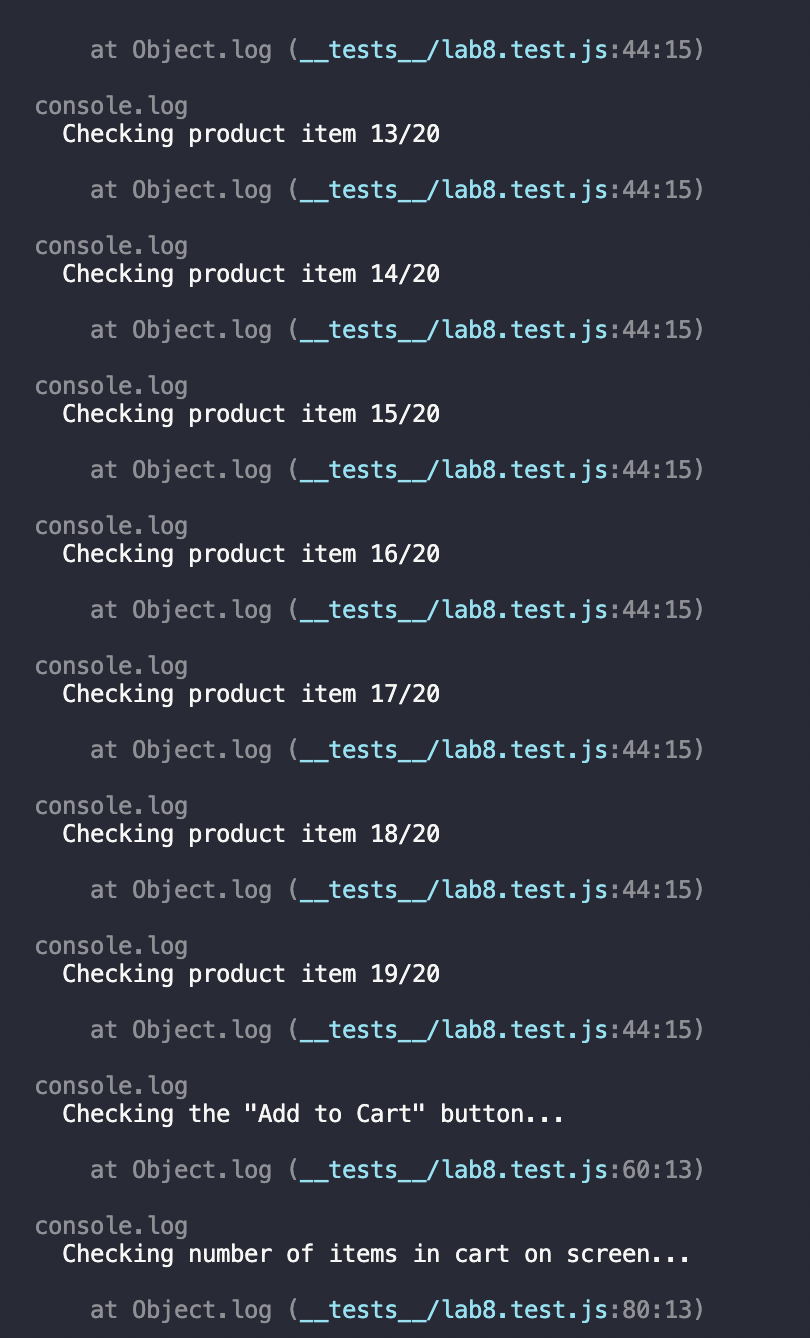 at Object.log (__tests__/lab8.test.js:44:15)
console.log
Checking product item 13/20
at Object.log (__tests__/lab8.test.js:44:15)
console.log
Checking product item 14/20
at Object.log (__tests__/lab8.test.js:44:15)
console.log
Checking product item 15/20
at Object.log (__tests__/lab8.test.js:44:15)
console.log
Checking product item 16/20
at Object.log (__tests__/lab8.test.js:44:15)
console.log
Checking product item 17/20
at Object.log (__tests__/lab8.test.js:44:15)
console.log
Checking product item 18/20
at Object.log (__tests__/lab8.test.js:44:15)
console.log
Checking product item 19/20
at Object.log (__tests__/lab8.test.js:44:15)
console.log
Checking the "Add to Cart" button...
at Object.log (__tests__/lab8.test.js:60:13)
console.log
Checking number of items in cart on screen...
at Object.log (__tests__/lab8.test.js:80:13)